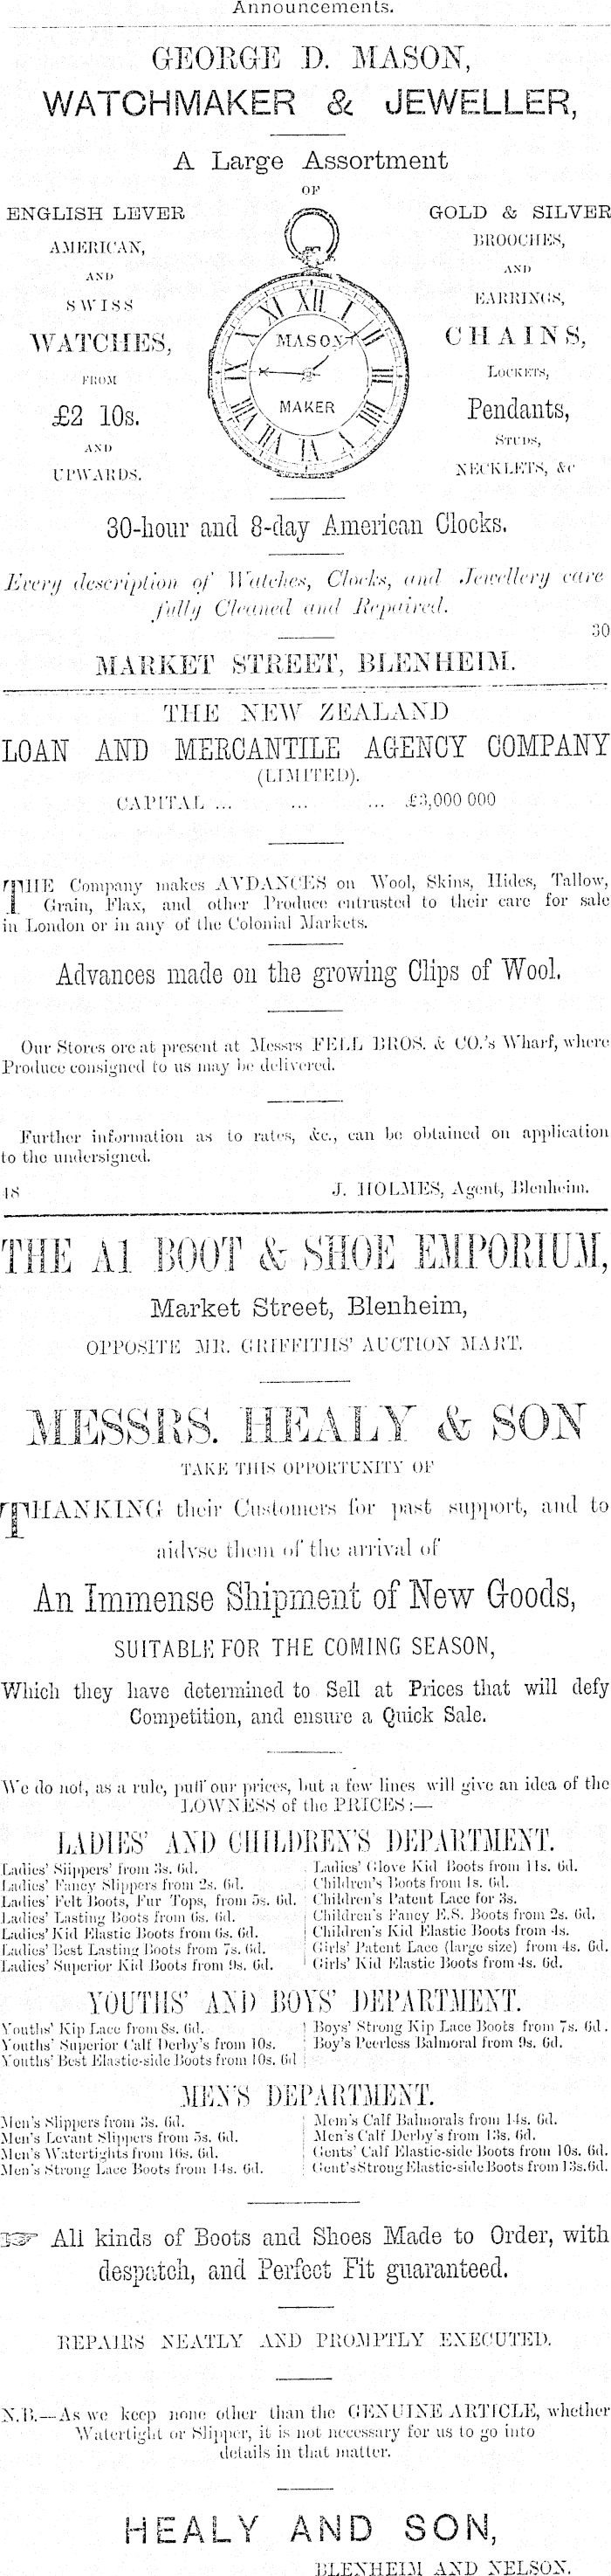 Announcements.
GEORGE D. MASON,
WATCHMAKER & JEWELLER,
A Large Assortment
OF
ENGLISH LEVER
AMERICAN,
AND
SWISS
WATCHES,
FROM
£2 10s.
AND
UPWARDS.
XII I II III IIII VIII IX XI
MASON
MAKER
GOLD & SILVER
BROOCHES,
AND
EARRINGS,
CHAINS,
LOCKETS,
Pendants,
STUDS,
NECKLETS, &c
30-hour and 8-day American Clocks.
Every description of Watches, Clocks, and Jewellery care
fully Cleaned and Repaired.
30
MARKET STREET, BLENHEIM.
THE NEW ZEALAND
LOAN AND MERCANTILE AGENCY COMPANY
(LIMITED).
CAPITAL ... ... ... £3,000 000
THE Company makes AVDANCES on Wool, Skins, Hides, Tallow,
Grain, Flax, and other Produce entrusted to their care for sale
in London or in any of the Colonial Markets.
Advances made on the growing Clips of Wool.
Our Stores ore at present at Messrs FELL BROS. & CO.'s Wharf, where
Produce consigned to us may be delivered.
Further information as to rates, &c., can be obtained on application
to the undersigned.
48 J. HOLMES, Agent, Blenheim.
THE A1 BOOT & SHOE EMPORIUM,
Market Street, Blenheim,
OPPOSITE MR. GRIFFITHS' AUCTION MART.
MESSRS. HEALY & SON
TAKE THIS OPPORTUNITY OF
THANKING their Customers for past support, and to
aidvse them of the arrival of
An Immense Shipment of New Goods,
SUITABLE FOR THE COMING SEASON,
Which they have determined to Sell at Prices that will defy
Competition, and ensure a Quick Sale.
We do not, as a rule, puff our prices, but a few lines will give an idea of the
LOWNESS of the PRICES:—
LADIES' AND CHILDREN'S DEPARTMENT.
Ladies' Slippers' from 3s. 6d.
Ladies' Fancy Slippers from 2s. 6d.
Ladies' Felt Boots, Fur Tops, from 5s. 6d.
Ladies' Lasting Boots from 6s. 6d.
Ladies' Kid Elastic Boots from 6s. 6d.
Ladies' Best Lasting Boots from 7s. 6d.
Ladies' Superior Kid Boots from 9s. 6d.
Ladies' Glove Kid Boots from 11s. 6d.
Children's Boots from 1s. 6d.
Children's Patent Lace for 3s.
Children's Fancy E.S. Boots from 2s. 6d.
Children's Kid Elastic Boots from 4s.
Girls' Patent Lace (large size) from 4s. 6d.
Girls' Kid Elastic Boots from 4s. 6d.
YOUTHS' AND BOYS' DEPARTMENT.
Youths' Kip Lace from 8s. 6d.
Youths' Superior Calf Derby's from 10s.
Youths' Best Elastic-side Boots from 10s. 6d
Boys' Strong Kip Lace Boots from 7s. 6d.
Boy's Peerless Balmoral from 9s. 6d.
MEN'S DEPARTMENT.
Men's Slippers from 3s. 6d.
Men's Levant Slippers from 5s. 6d.
Men's Watertights from 16s. 6d.
Men's Strong Lace Boots from 14s. 6d.
Mem's Calf Balmorals from 14s. 6d.
Men's Calf Derby's from 13s. 6d.
Gents' Calf Elastic-side Boots from 10s. 6d.
Gent's Strong Elastic-side Boots from 13s.6d.
☞ All kinds of Boots and Shoes Made to Order, with
despatch, and Perfect Fit guaranteed.
REPAIRS NEATLY AND PROMPTLY EXECUTED.
N.B.—As we keep none other than the GENUINE ARTICLE, whether
Watertight or Slipper, it is not necessary for us to go into
details in that matter.
HEALY AND SON,
BLENHEIM AND NELSON.